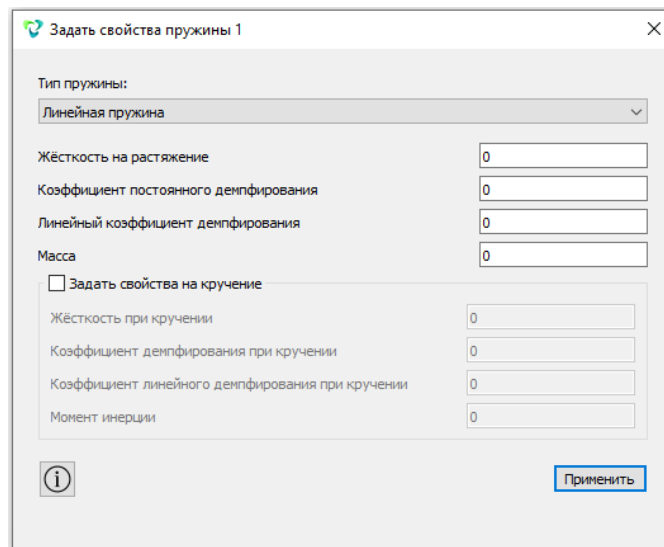 Задать свойства пружины 1
Тип пружины:
Линейная пружина
Жёсткость на растяжение 0
Коэффициент постоянного демпфирования 0
Линейный коэффициент демпфирования 0
Масса 0
Задать свойства на кручение
Жёсткость при кручении 0
Коэффициент демпфирования при кручении 0
Коэффициент линейного демпфирования при кручении 0
Момент инерции 0
Применить